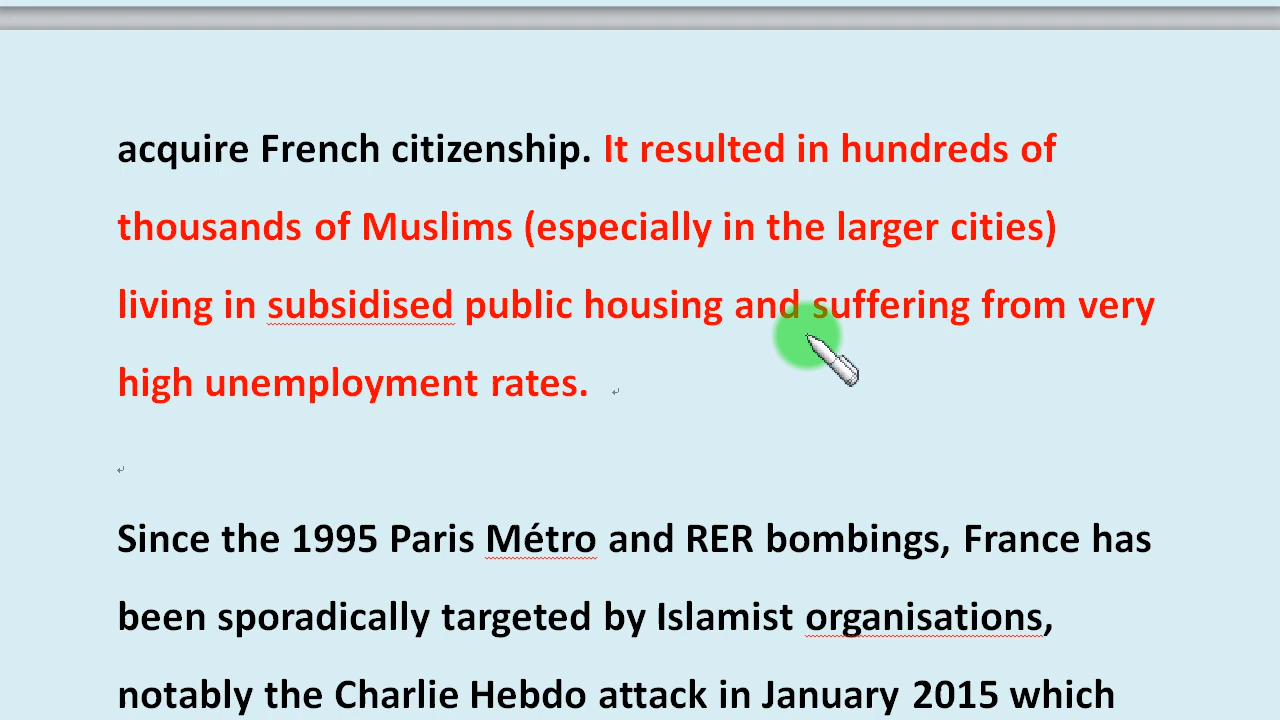 acquire French citizenship. It resulted in hundreds of
thousands of Muslims (especially in the larger cities)
living in subsidised public housing and suffering from very
high unemployment rates.
Since the 1995 Paris Métro and RER bombings, France has
been sporadically targeted by Islamist organisations,
notably the Charlie Hebdo attack in January 2015 which